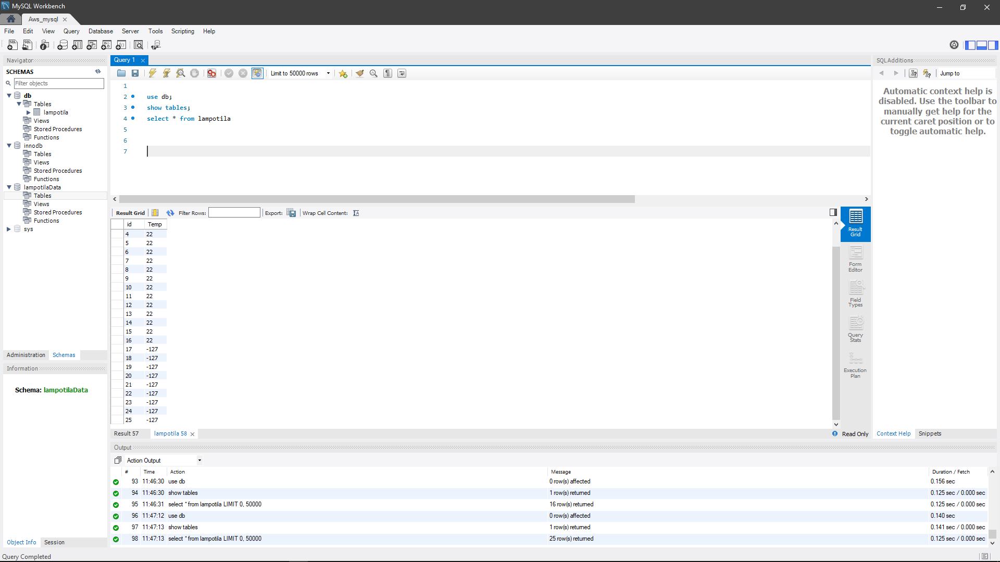 MySQL Workbench
Aws_mysql
File Edit View Query Database Server Tools Scripting Help
Navigator
SCHEMAS
Filter objects
db
Tables
lampotila
Views
Stored Procedures
Functions
innodb
Tables
Views
Stored Procedures
Functions
lampotilaData
Tables
Views
Stored Procedures
Functions
sys
Administration Schemas
Information
Schema: lampotilaData
Object Info Session
Query 1
Limit to 50000 rows
1
2 use db;
3 show tables;
4 select * from lampotila
5
6
7
Result Grid Filter Rows: Export: Wrap Cell Content:
id Temp
4 22
5 22
6 22
7 22
8 22
9 22
10 22
11 22
12 22
13 22
14 22
15 22
16 22
17 -127
18 -127
19 -127
20 -127
21 -127
22 -127
23 -127
24 -127
25 -127
Result Grid
Form Editor
Field Types
Query Stats
Execution Plan
Result 57 lampotila 58 Read Only
SQLAdditions
Jump to
Automatic context help is
disabled. Use the toolbar to
manually get help for the
current caret position or to
toggle automatic help.
Context Help Snippets
Output
Action Output
# Time Action Message Duration / Fetch
93 11:46:30 use db 0 row(s) affected 0.156 sec
94 11:46:30 show tables 1 row(s) returned 0.125 sec / 0.000 sec
95 11:46:31 select * from lampotila LIMIT 0, 50000 16 row(s) returned 0.125 sec / 0.000 sec
96 11:47:12 use db 0 row(s) affected 0.140 sec
97 11:47:13 show tables 1 row(s) returned 0.141 sec / 0.000 sec
98 11:47:13 select * from lampotila LIMIT 0, 50000 25 row(s) returned 0.125 sec / 0.000 sec
Query Completed